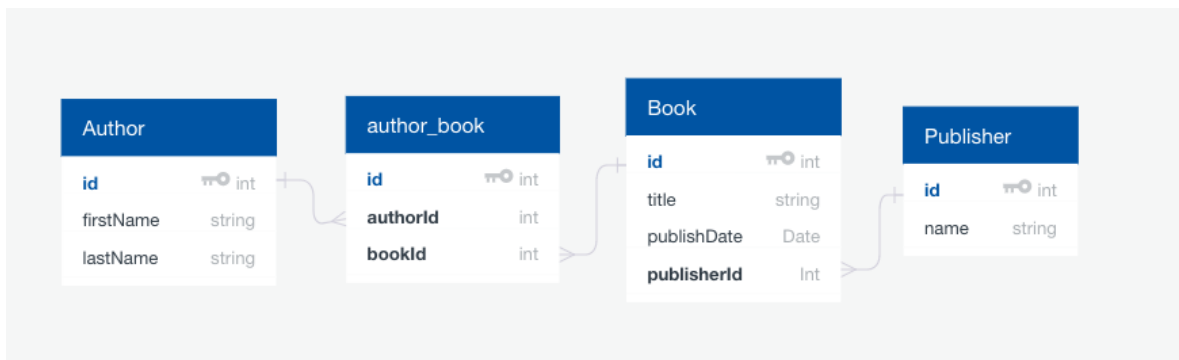 Author
id int
firstName string
lastName string
author_book
id int
authorId int
bookId int
Book
id int
title string
publishDate Date
publisherId Int
Publisher
id int
name string